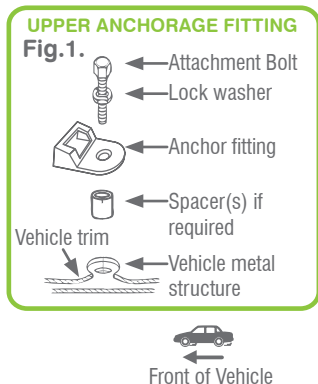 UPPER ANCHORAGE FITTING
Fig.1.
Attachment Bolt
Lock washer
Anchor fitting
Spacer(s) if
required
Vehicle trim
Vehicle metal
structure
Front of Vehicle